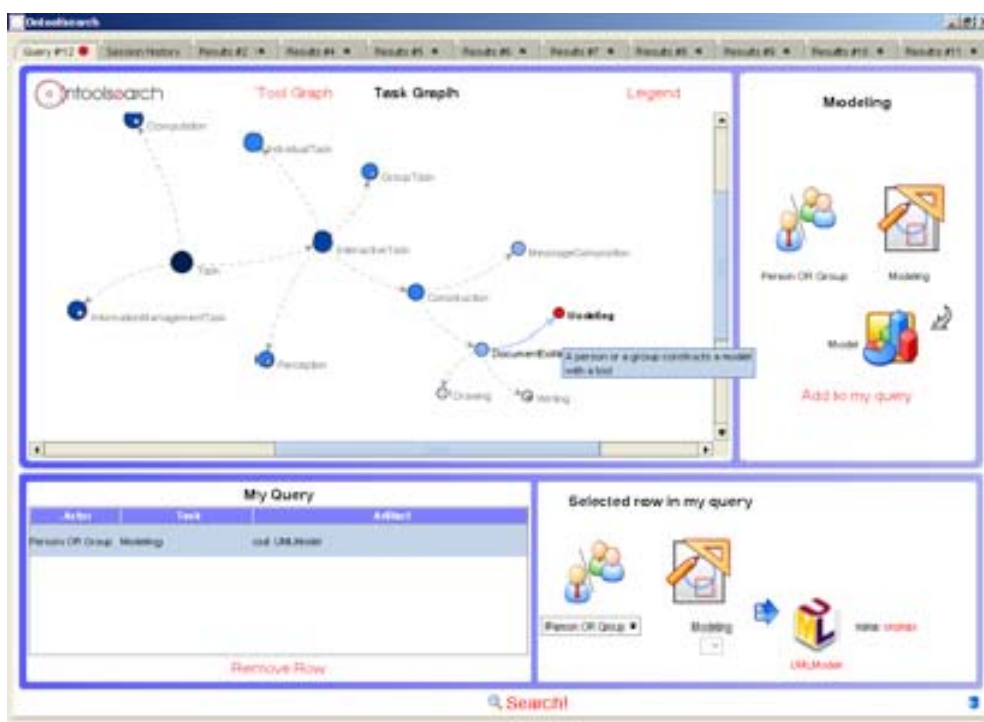 Ontoolsearch
Query #12 Session History Results #2 Results #4 Results #5 Results #6 Results #7 Results #8 Results #9 Results #10 Results #11
Ontoolsearch Tool Graph Task Graph Legend
Computation
IndividualTask
GroupTask
InteractiveTask
MessageComposition
Task
Construction
InformationManagementTask
Modeling
A person or a group constructs a model
with a tool
Perception
Drawing
Writing
Modeling
Person OR Group Modeling
Model
Add to my query
My Query
Actor Task Artifact
Person OR Group Modeling out UMLModel
Remove Row
Selected row in my query
Person OR Group Modeling
UMLModel
Search!